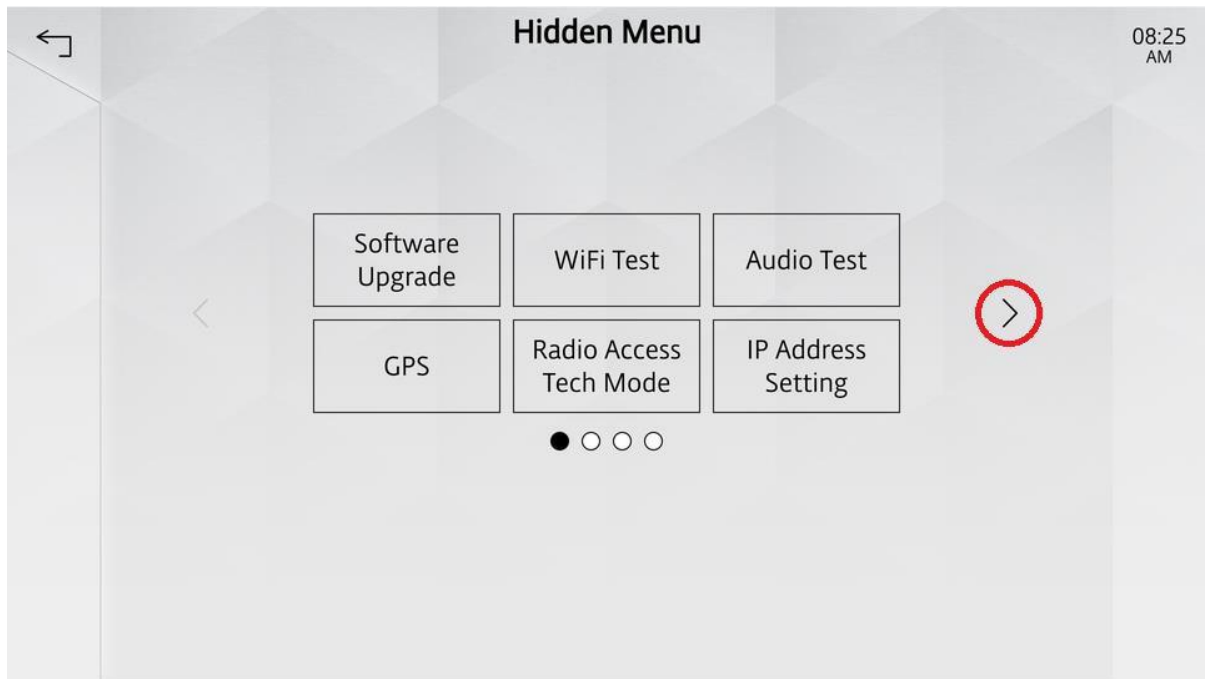 Hidden Menu
08:25
AM
Software
Upgrade
WiFi Test
Audio Test
GPS
Radio Access
Tech Mode
IP Address
Setting